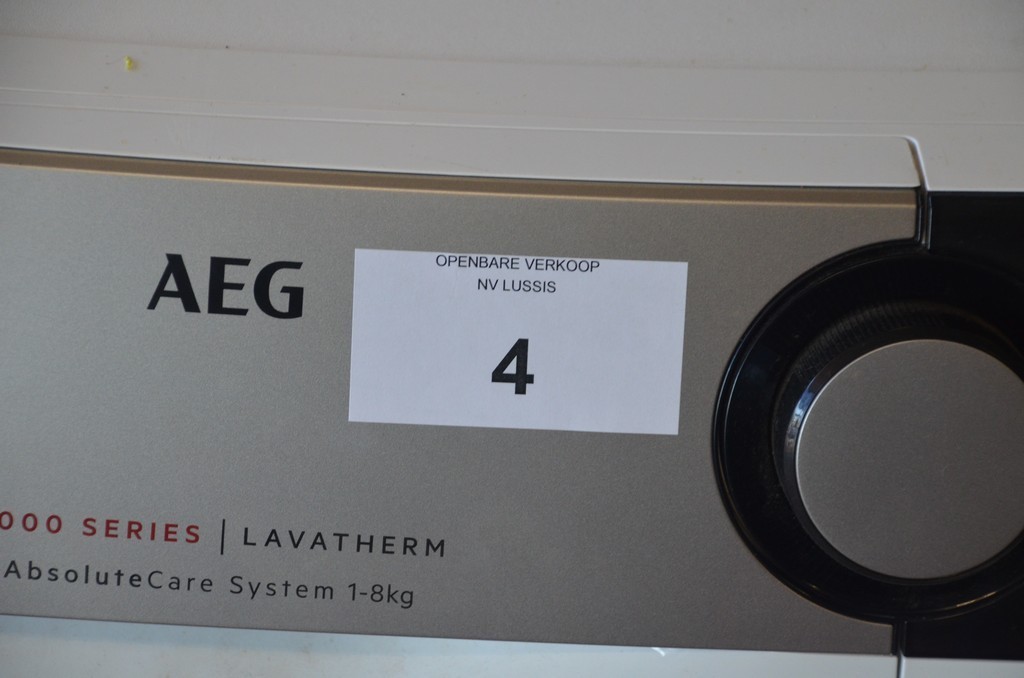 AEG
OPENBARE VERKOOP
NV LUSSIS
4
000 SERIES | LAVATHERM
AbsoluteCare System 1-8kg